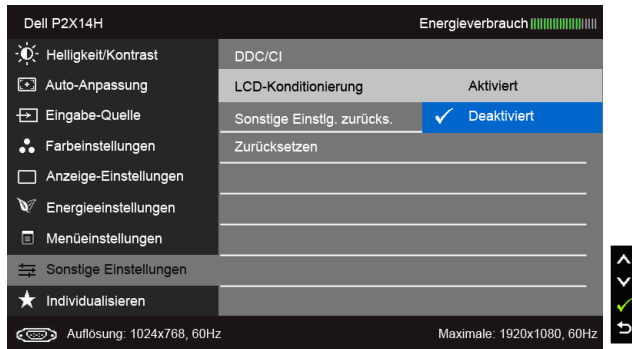 Dell P2X14H
Energieverbrauch
Helligkeit/Kontrast
Auto-Anpassung
Eingabe-Quelle
Farbeinstellungen
Anzeige-Einstellungen
Energieeinstellungen
Menüeinstellungen
Sonstige Einstellungen
Individualisieren
DDC/CI
LCD-Konditionierung
Aktiviert
Sonstige Einstlg. zurücks.
Deaktiviert
Zurücksetzen
Auflösung: 1024x768, 60Hz
Maximale: 1920x1080, 60Hz